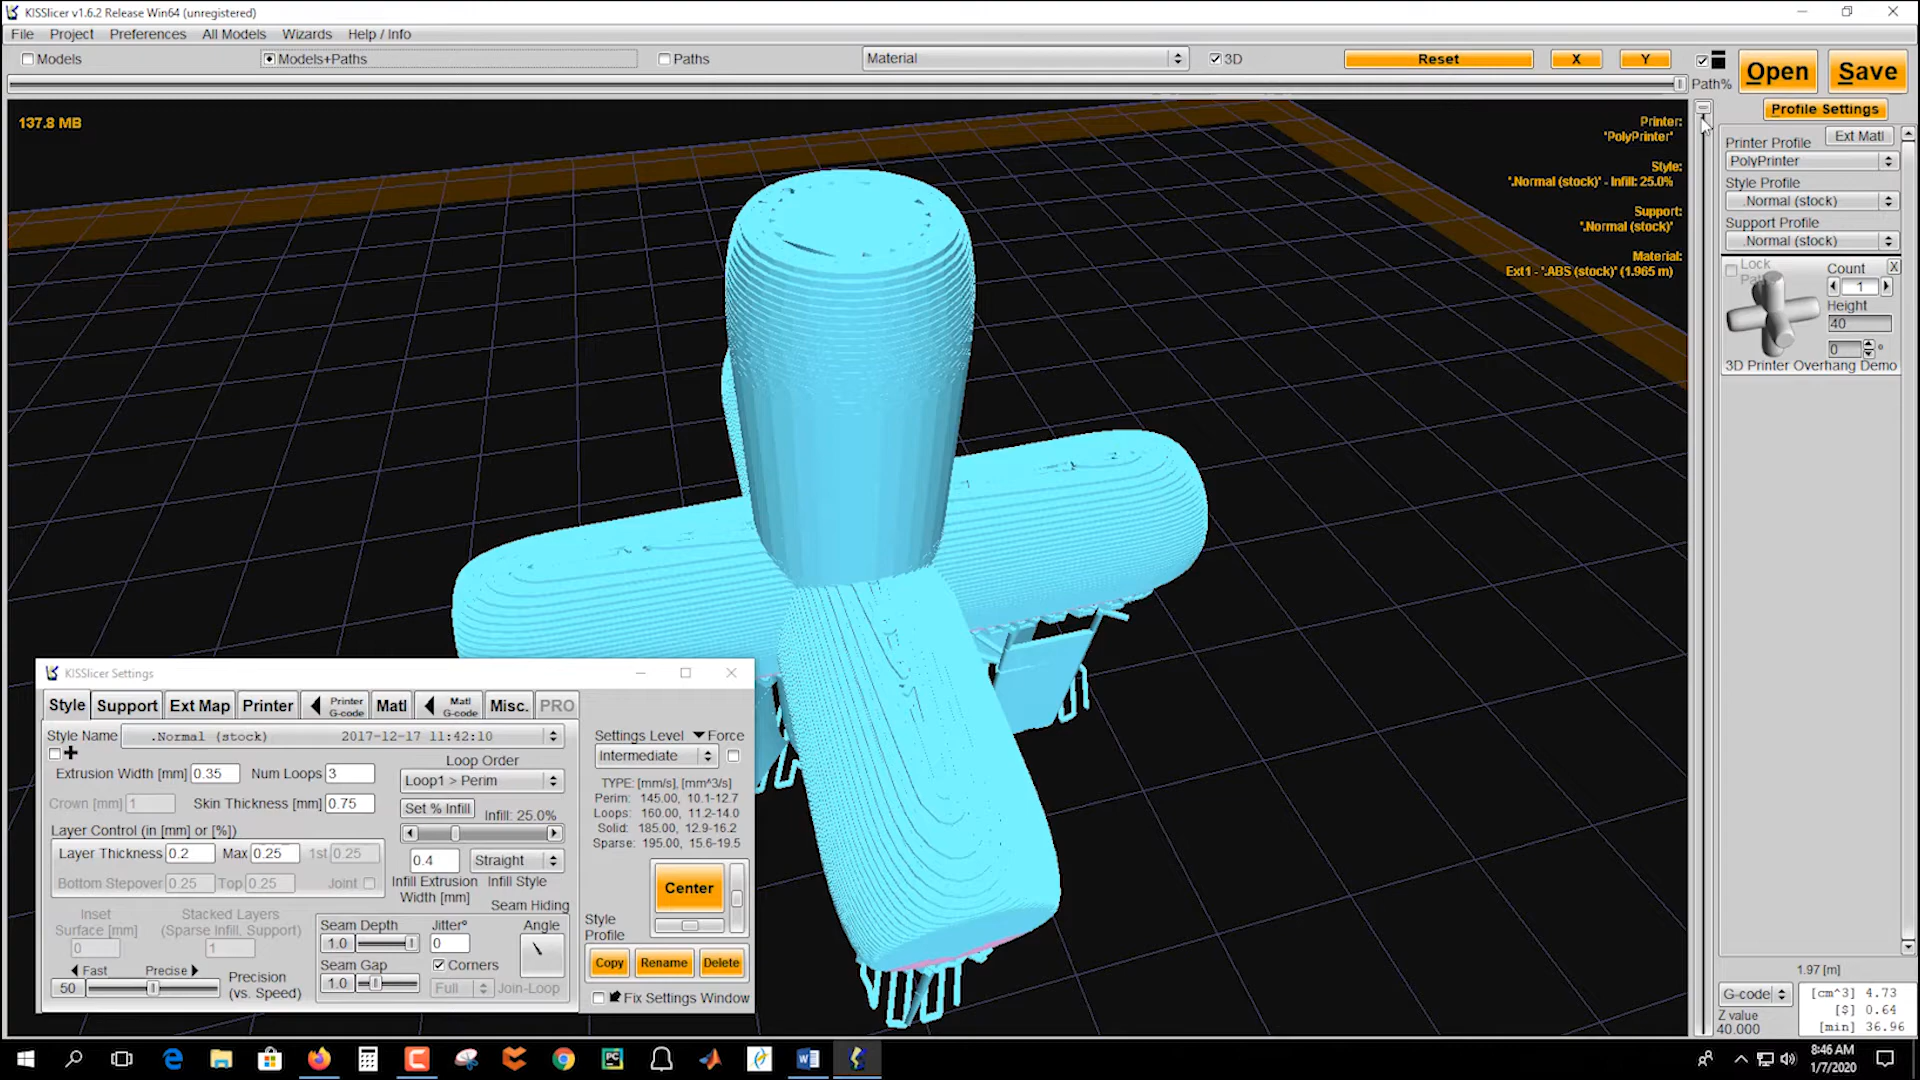 KISSlicer v1.6.2 Release Win64 (unregistered)
File Project Preferences All Models Wizards Help / Info
Models Models+Paths Paths Material 3D Reset X Y Open Save
Path%
137.8 MB
Profile Settings
Printer:
'PolyPrinter'
Style:
'.Normal (stock)' - Infill: 25.0%
Support:
'.Normal (stock)'
Material:
Ext1 - '.ABS (stock)' (1.965 m)
Printer Profile Ext Matl
PolyPrinter
Style Profile
.Normal (stock)
Support Profile
.Normal (stock)
Lock Count X
1
Height
40
0 °
3D Printer Overhang Demo
KISSlicer Settings
Style Support Ext Map Printer Printer G-code Matl Matl G-code Misc. PRO
Style Name .Normal (stock) 2017-12-17 11:42:10
Extrusion Width [mm] 0.35 Num Loops 3
Crown [mm] 1 Skin Thickness [mm] 0.75
Layer Control (in [mm] or [%])
Layer Thickness 0.2 Max 0.25 1st 0.25
Bottom Stepover 0.25 Top 0.25 Joint
Inset Surface [mm]
0
Stacked Layers (Sparse Infill, Support)
1
Fast Precise
50
Precision (vs. Speed)
Loop Order
Loop1 > Perim
Set % Infill Infill: 25.0%
0.4 Straight
Infill Extrusion Width [mm]
Infill Style
Seam Hiding
Seam Depth Jitter° Angle
1.0 0
Seam Gap Corners
1.0 Full Join-Loop
Settings Level Force
Intermediate
TYPE: [mm/s], [mm^3/s]
Perim: 145.00, 10.1-12.7
Loops: 160.00, 11.2-14.0
Solid: 185.00, 12.9-16.2
Sparse: 195.00, 15.6-19.5
Center
Style Profile
Copy Rename Delete
Fix Settings Window
1.97 [m]
G-code
Z value
40.000
[cm^3] 4.73
[$] 0.64
[min] 36.96
8:46 AM
1/7/2020